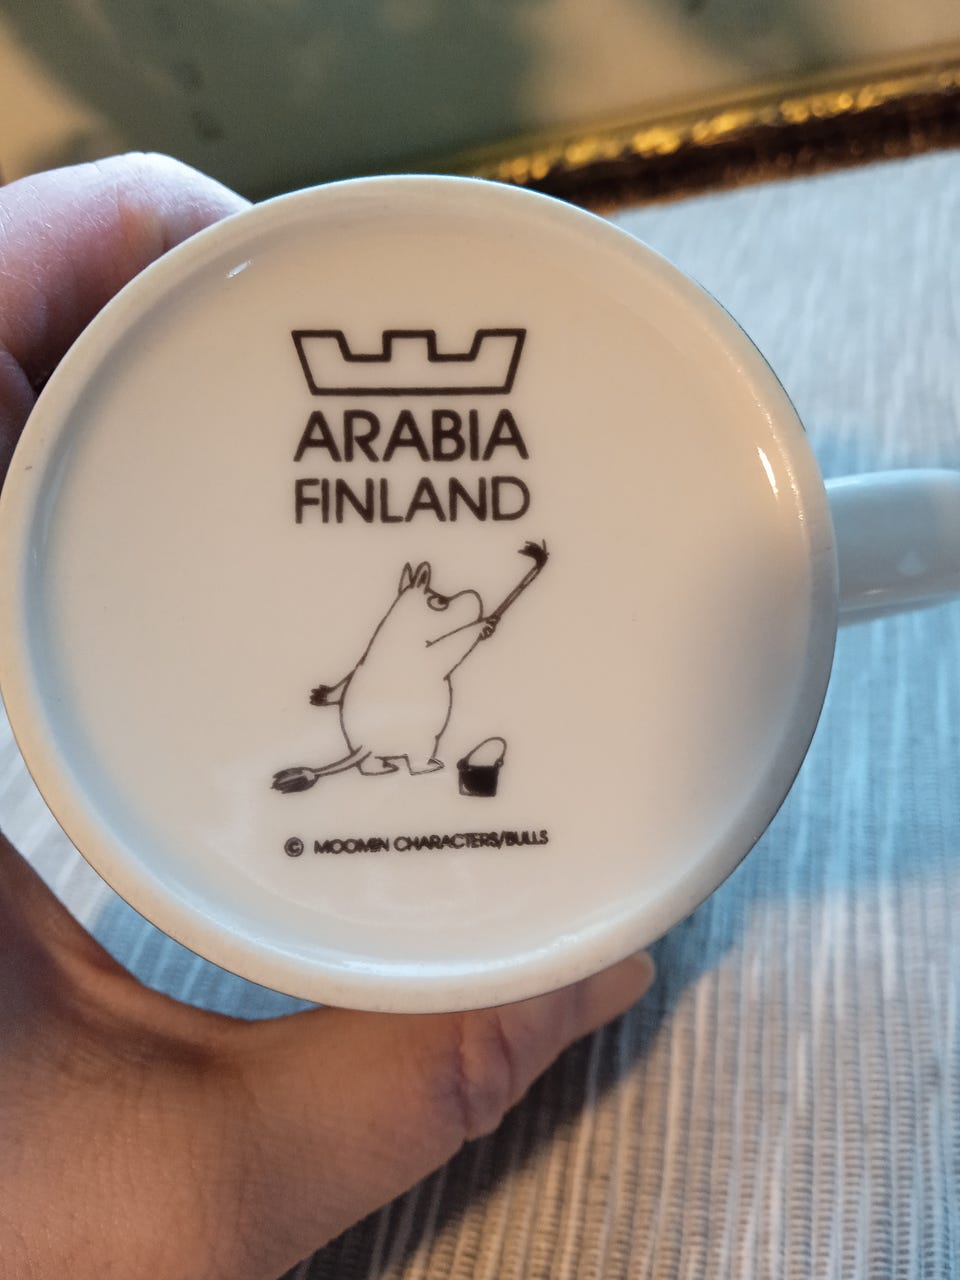 ARABIA
FINLAND
© MOOMIN CHARACTERS/BULLS